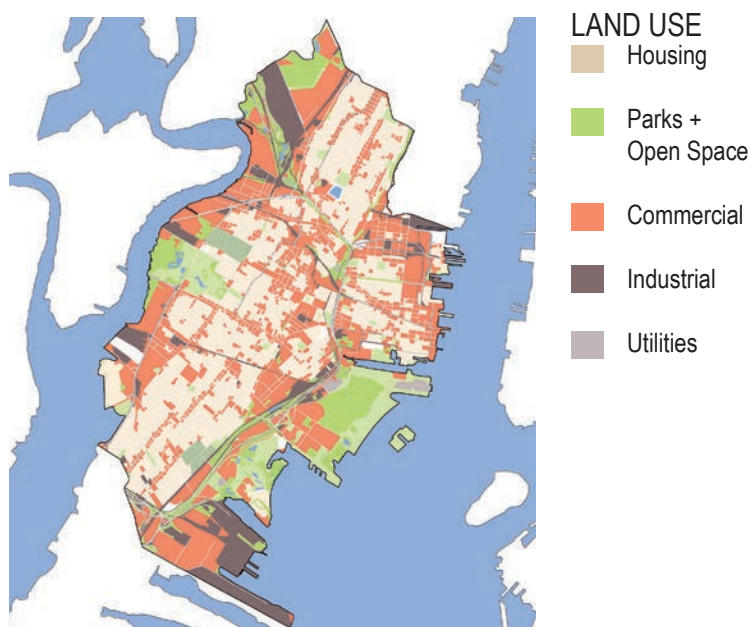 LAND USE
Housing
Parks +
Open Space
Commercial
Industrial
Utilities